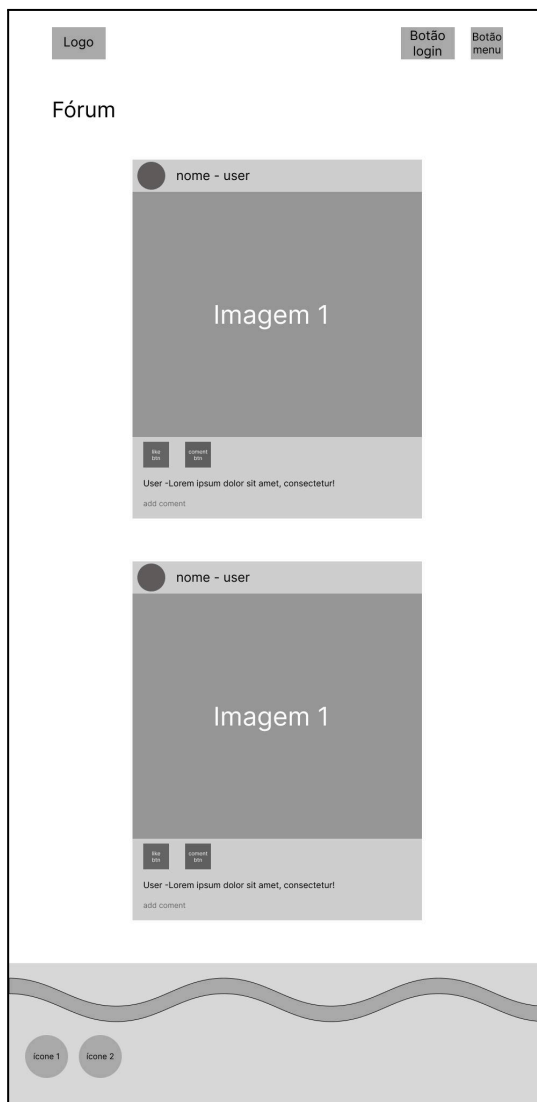 Logo
Botão
login
Botão
menu
Fórum
nome - user
Imagem 1
like
btn
coment
btn
User -Lorem ipsum dolor sit amet, consectetur!
add coment
nome - user
Imagem 1
like
btn
coment
btn
User -Lorem ipsum dolor sit amet, consectetur!
add coment
ícone 1
ícone 2